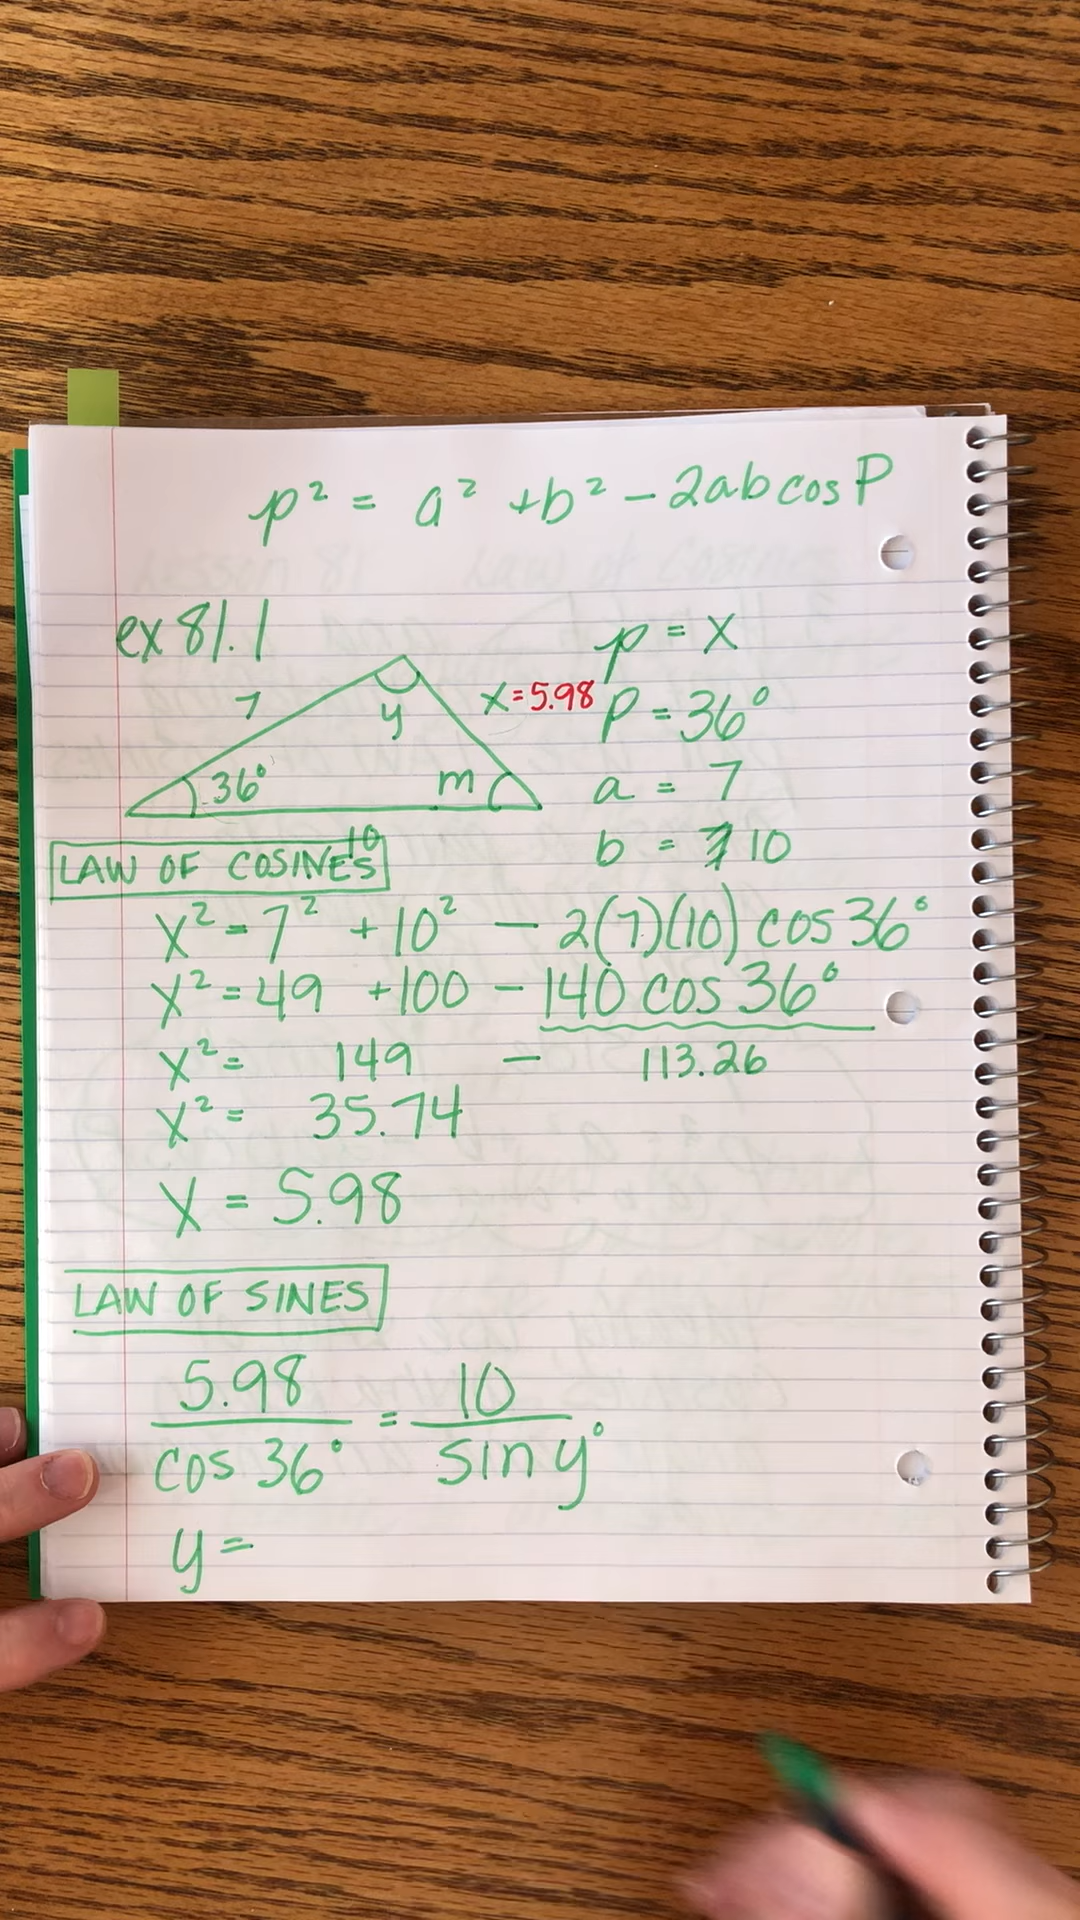 p² = a² + b² - 2ab cos P
ex 81.1
p = x
7
x = 5.98
P = 36°
y
36°
m
a = 7
10
b = 7 10
LAW OF COSINES
x² = 7² + 10² - 2(7)(10) cos 36°
x² = 49 + 100 - 140 cos 36°
x² = 149 - 113.26
x² = 35.74
x = 5.98
LAW OF SINES
5.98 = 10
cos 36° sin y°
y =